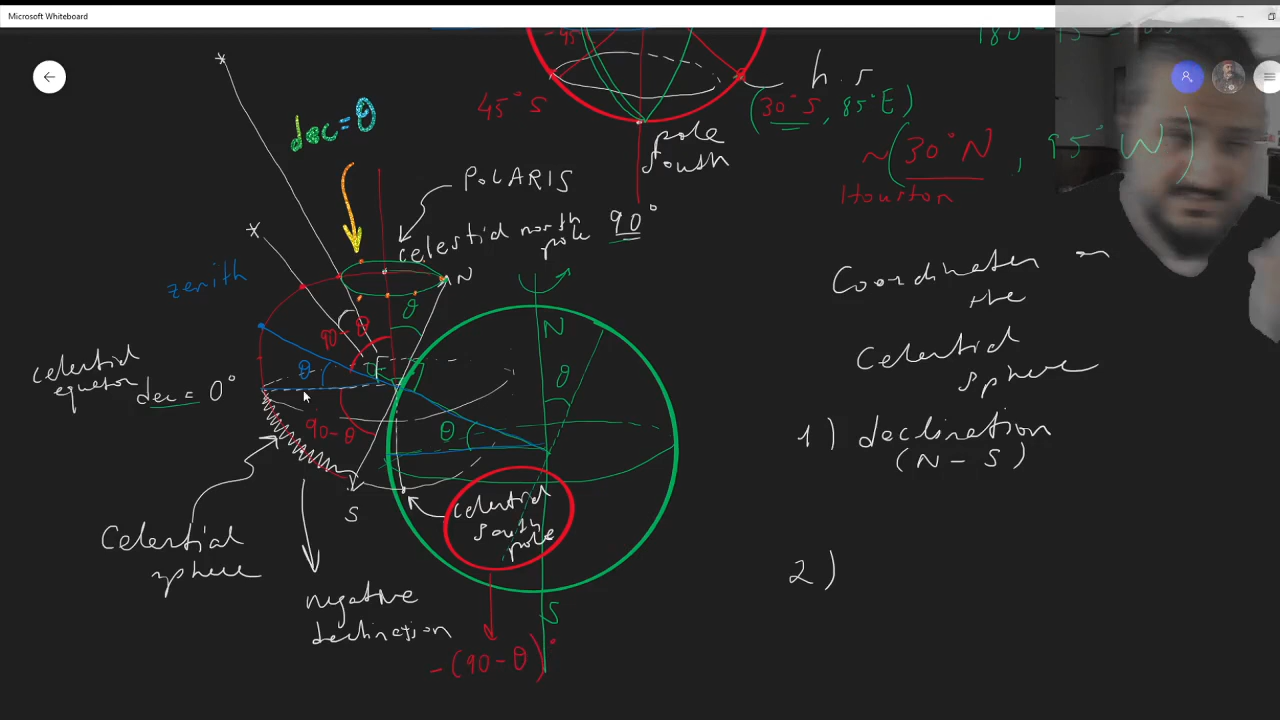 Microsoft Whiteboard
-45
45° S
h. s
(30° S, 85° E)
pole
south
~(30° N, 95° W)
Houston
dec=θ
POLARIS
celestial north
pole 90°
zenith
N
θ
90-θ
θ
celestial
equator
dec = 0°
90-θ
S
N
θ
θ
celestial
south
pole
Celestial
sphere
negative
declination
S
-(90-θ)°
Coordinates on
the
Celestial
sphere
1) declination
(N - S)
2)